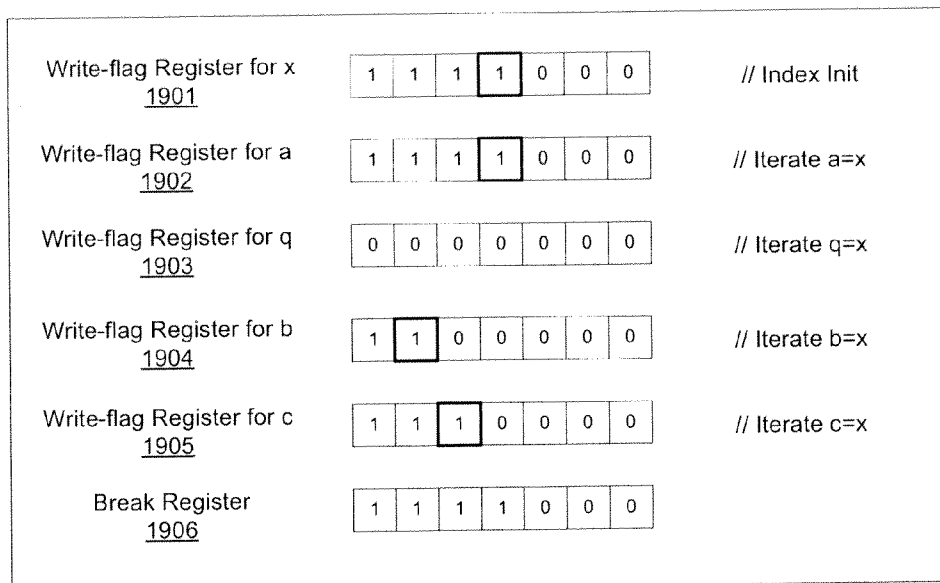 Write-flag Register for x 1 1 1 1 0 0 0 // Index Init
1901
Write-flag Register for a 1 1 1 1 0 0 0 // Iterate a=x
1902
Write-flag Register for q 0 0 0 0 0 0 0 // Iterate q=x
1903
Write-flag Register for b 1 1 0 0 0 0 0 // Iterate b=x
1904
Write-flag Register for c 1 1 1 0 0 0 0 // Iterate c=x
1905
Break Register 1 1 1 1 0 0 0
1906